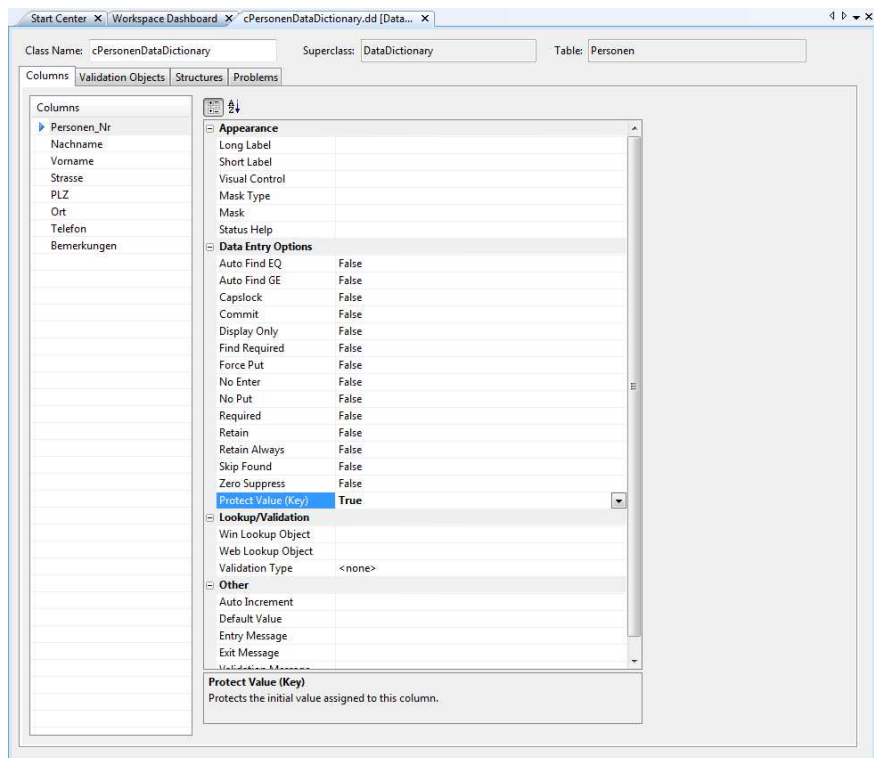 Start Center Workspace Dashboard cPersonenDataDictionary.dd [Data...
Class Name: cPersonenDataDictionary Superclass: DataDictionary Table: Personen
Columns Validation Objects Structures Problems
Columns
Personen_Nr
Nachname
Vorname
Strasse
PLZ
Ort
Telefon
Bemerkungen
Appearance
Long Label
Short Label
Visual Control
Mask Type
Mask
Status Help
Data Entry Options
Auto Find EQ False
Auto Find GE False
Capslock False
Commit False
Display Only False
Find Required False
Force Put False
No Enter False
No Put False
Required False
Retain False
Retain Always False
Skip Found False
Zero Suppress False
Protect Value (Key) True
Lookup/Validation
Win Lookup Object
Web Lookup Object
Validation Type <none>
Other
Auto Increment
Default Value
Entry Message
Exit Message
Validation Message
Protect Value (Key)
Protects the initial value assigned to this column.